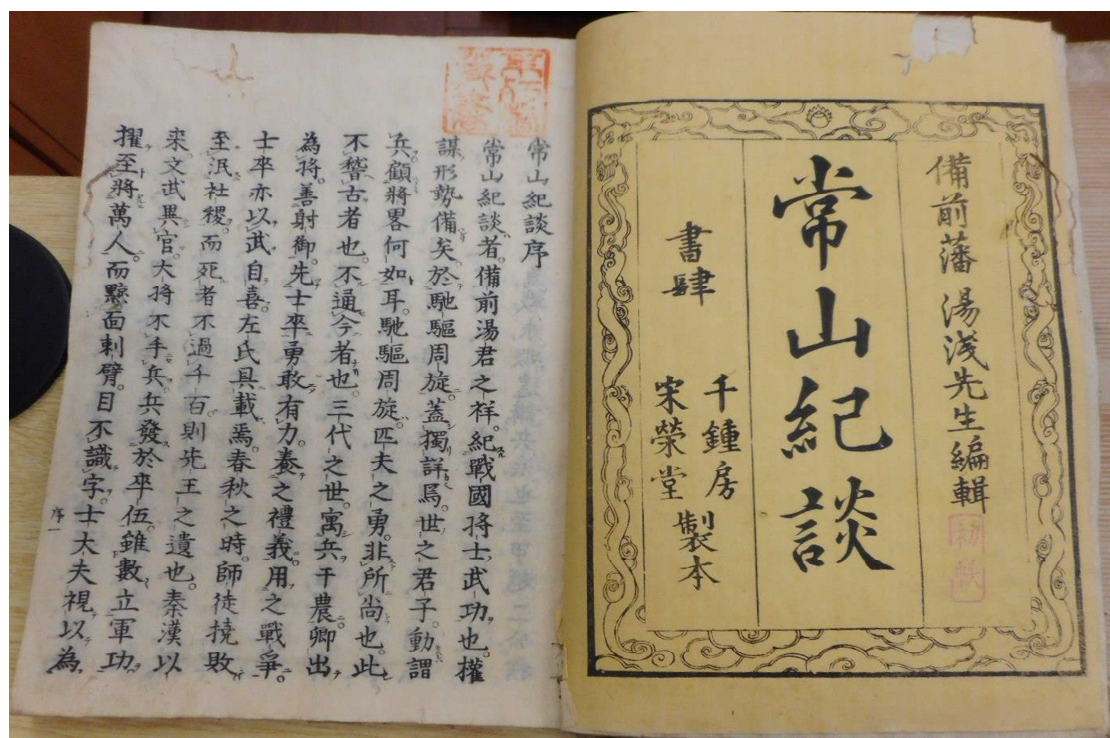 備前藩 湯浅先生編輯
初帙
常山紀談
書肆
千鍾房
宋榮堂
製本
常山紀談序
常山紀談者。備前湯君之祥。紀戰國將士武功也。權
謀形勢備矣。於馳驅周旋。蓋獨詳焉。世之君子。動謂
兵。顧將畧何如耳。馳驅周旋。匹夫之勇。非所尚也。此
不嵆古者也。不通今者也。三代之世。寓兵于農。卿出
為將。善射御。先士卒。勇敢有力。養之禮義。用之戰爭。
士卒亦以武自喜。左氏具載焉。春秋之時。師徒撓敗
至泯社稷。而死者不過千百。則先王之遺也。秦漢以
来。文武異官。大將不手兵。兵發於卒伍。雖數立軍功。
擢至將萬人。而黥面刺臂。目不識字。士大夫視以為
序一